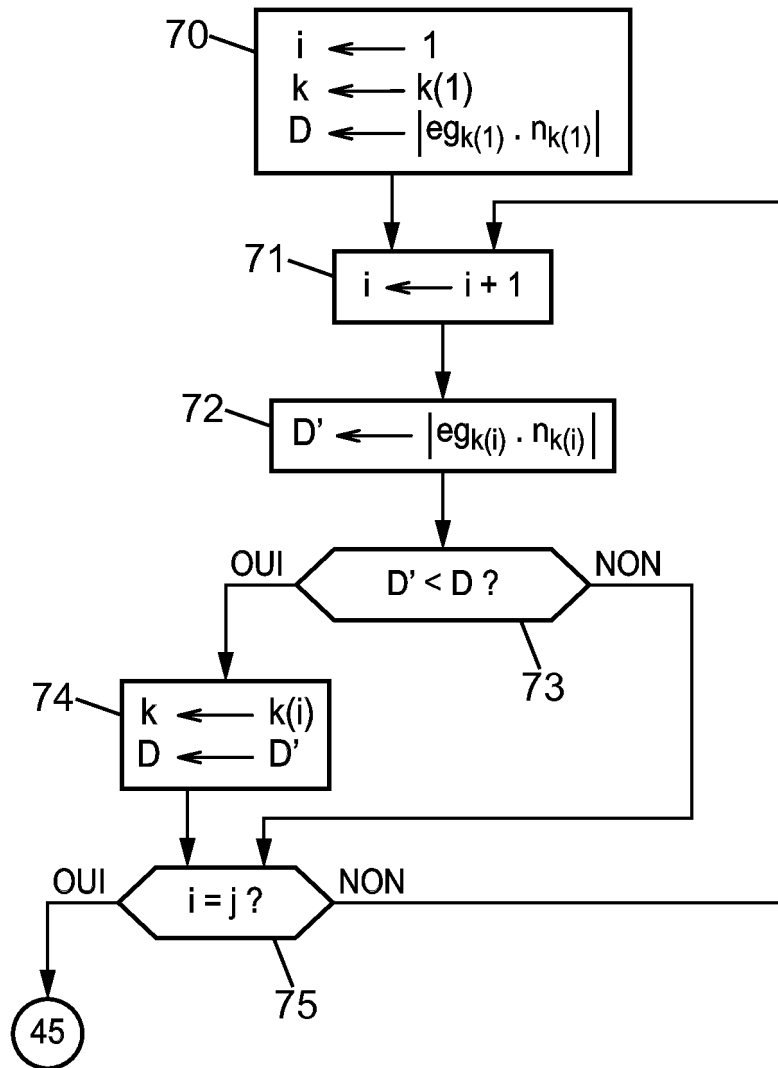 70
i ← 1
k ← k(1)
D ← |eg_k(1) . n_k(1)|
71
i ← i + 1
72
D' ← |eg_k(i) . n_k(i)|
OUI
NON
D' < D ?
73
74
k ← k(i)
D ← D'
OUI
NON
i = j ?
75
45